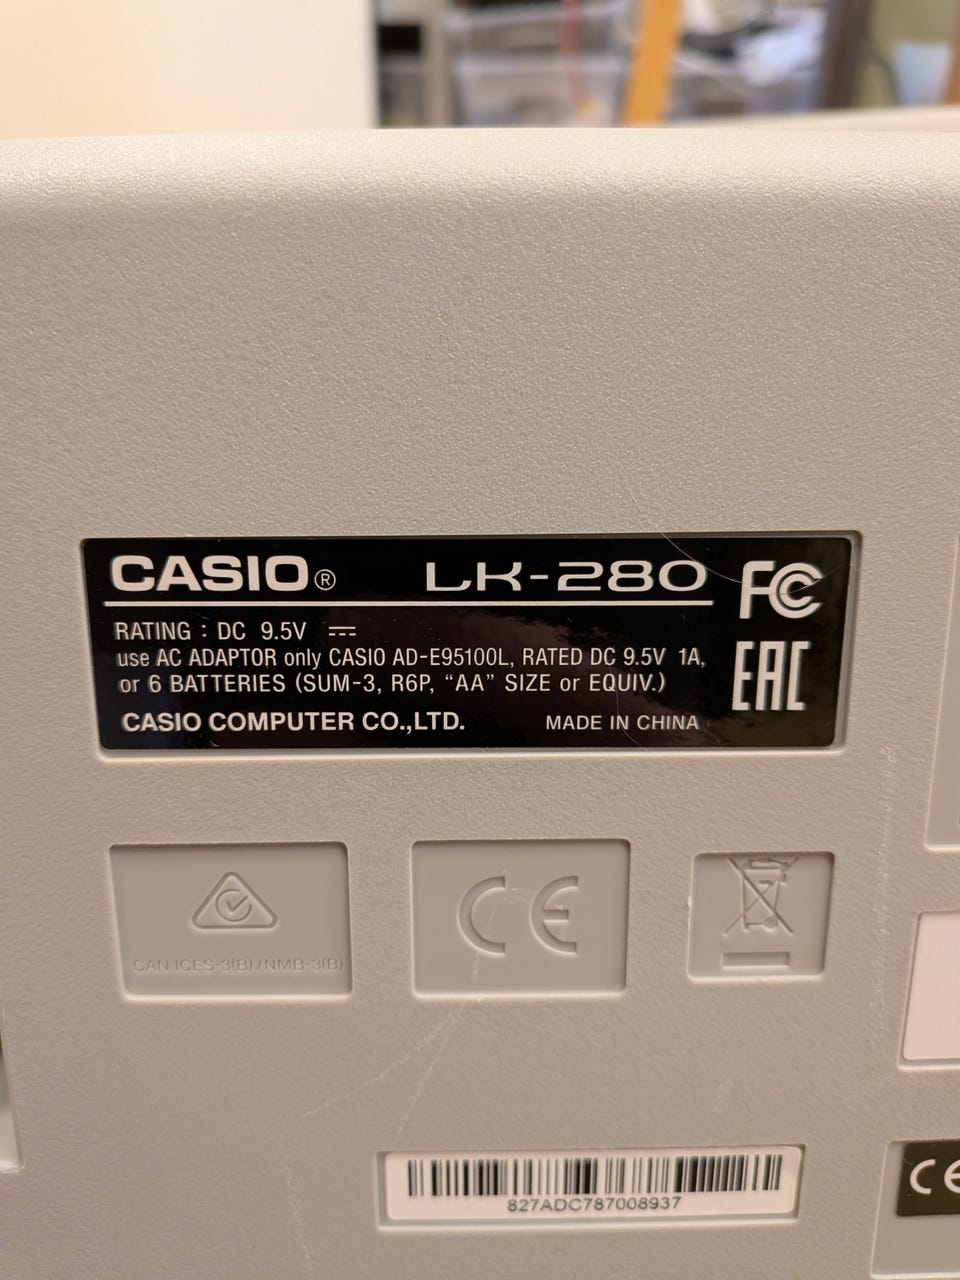 CASIO® LK-280 FC
RATING : DC 9.5V
use AC ADAPTOR only CASIO AD-E95100L, RATED DC 9.5V 1A,
or 6 BATTERIES (SUM-3, R6P, “AA” SIZE or EQUIV.)
EAC
CASIO COMPUTER CO.,LTD. MADE IN CHINA
CAN ICES-3(B)/NMB-3(B)
CE
827ADC787008937
CE